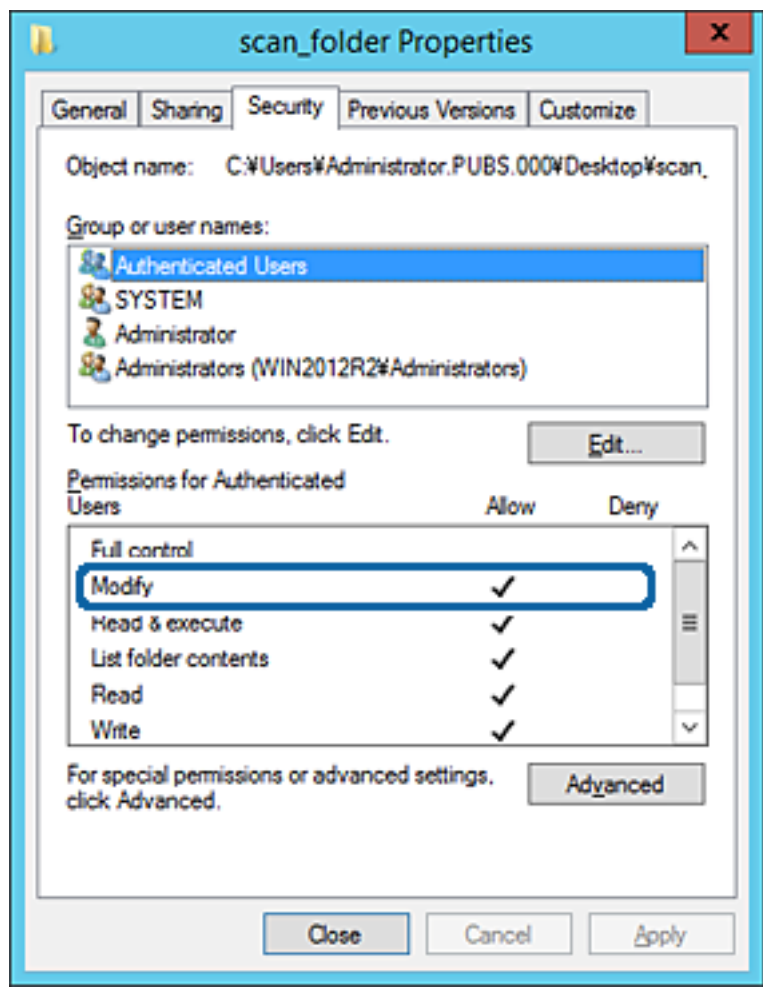 scan_folder Properties
x
General Sharing Security Previous Versions Customize
Object name: C:¥Users¥Administrator.PUBS.000¥Desktop¥scan_
Group or user names:
Authenticated Users
SYSTEM
Administrator
Administrators (WIN2012R2¥Administrators)
To change permissions, click Edit.
Edit...
Permissions for Authenticated
Users Allow Deny
Full control
Modify
Read & execute
List folder contents
Read
Write
For special permissions or advanced settings,
click Advanced.
Advanced
Close Cancel Apply